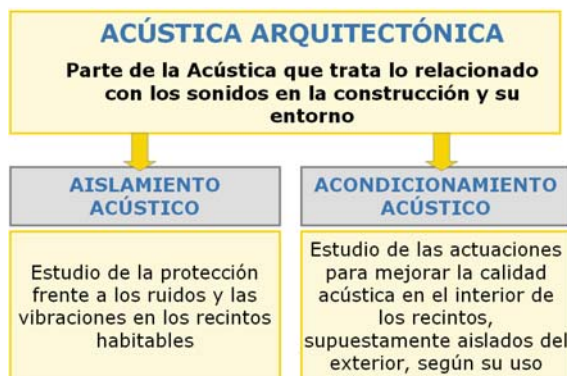 ACÚSTICA ARQUITECTÓNICA
Parte de la Acústica que trata lo relacionado
con los sonidos en la construcción y su
entorno
AISLAMIENTO
ACÚSTICO
Estudio de la protección
frente a los ruidos y las
vibraciones en los recintos
habitables
ACONDICIONAMIENTO
ACÚSTICO
Estudio de las actuaciones
para mejorar la calidad
acústica en el interior de
los recintos,
supuestamente aislados del
exterior, según su uso